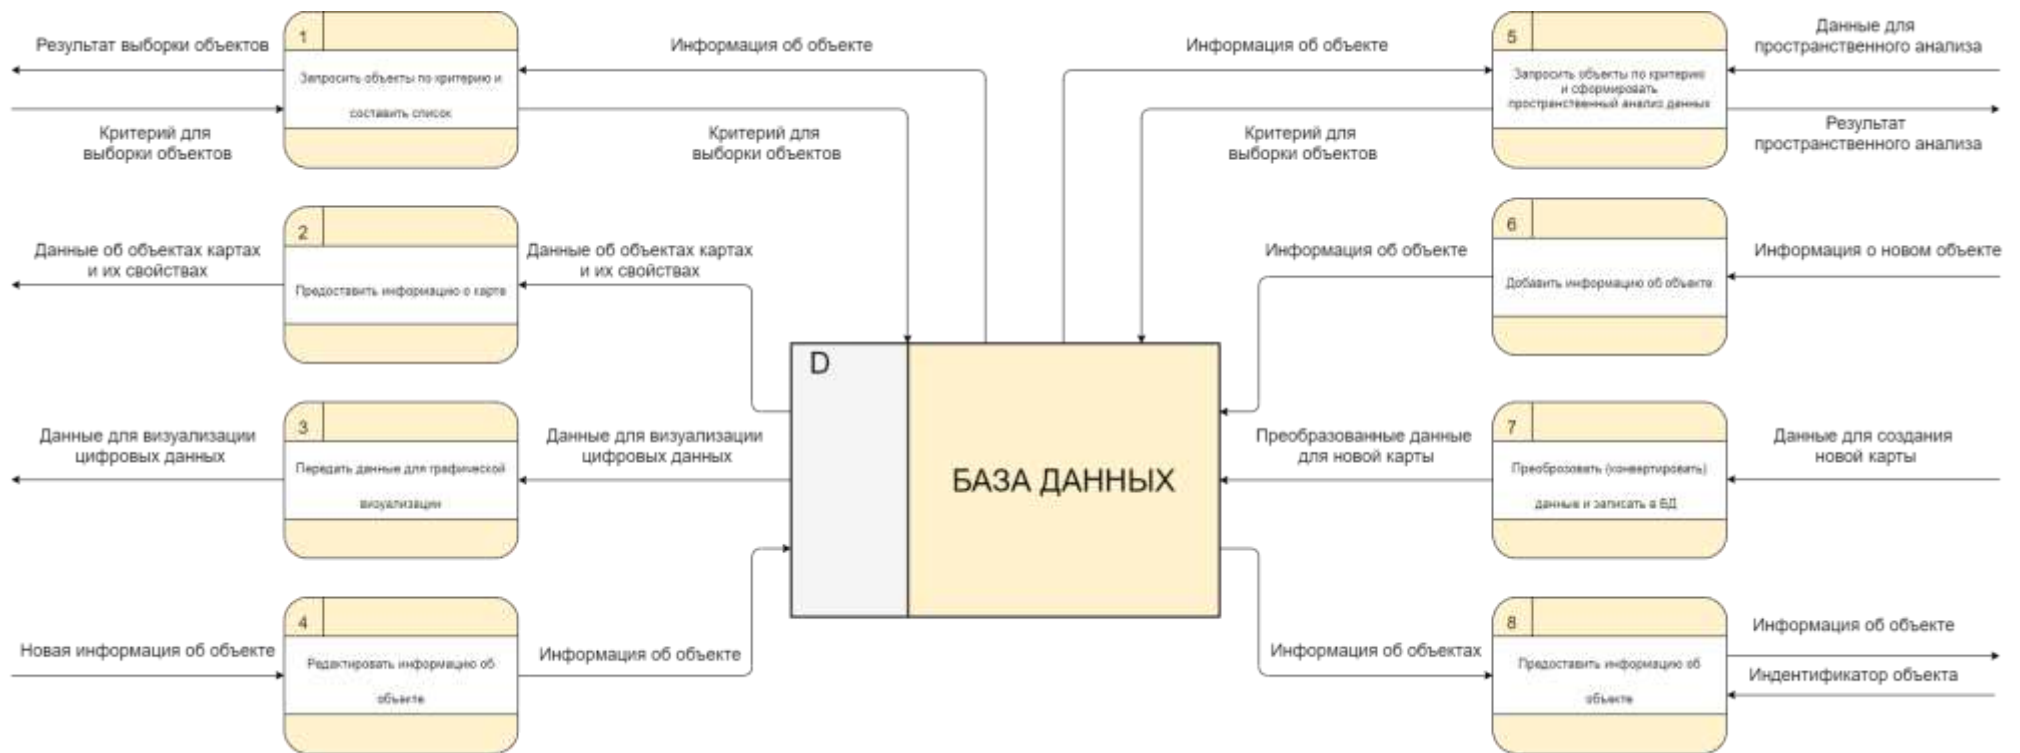 1
Результат выборки объектов
Запросить объекты по критерию и
составить список
Критерий для
выборки объектов
Информация об объекте
Критерий для
выборки объектов
Информация об объекте
Критерий для
выборки объектов
5
Запросить объекты по критерию
и сформировать
пространственный анализ данных
Данные для
пространственного анализа
Результат
пространственного анализа
2
Данные об объектах картах
и их свойствах
Предоставить информацию о карте
Данные об объектах картах
и их свойствах
Информация об объекте
6
Добавить информацию об объекте
Информация о новом объекте
D
БАЗА ДАННЫХ
3
Данные для визуализации
цифровых данных
Передать данные для графической
визуализации
Данные для визуализации
цифровых данных
Преобразованные данные
для новой карты
7
Преобразовать (конвертировать)
данные и записать в БД
Данные для создания
новой карты
4
Новая информация об объекте
Редактировать информацию об
объекте
Информация об объекте
Информация об объектах
8
Предоставить информацию об
объекте
Информация об объекте
Индентификатор объекта